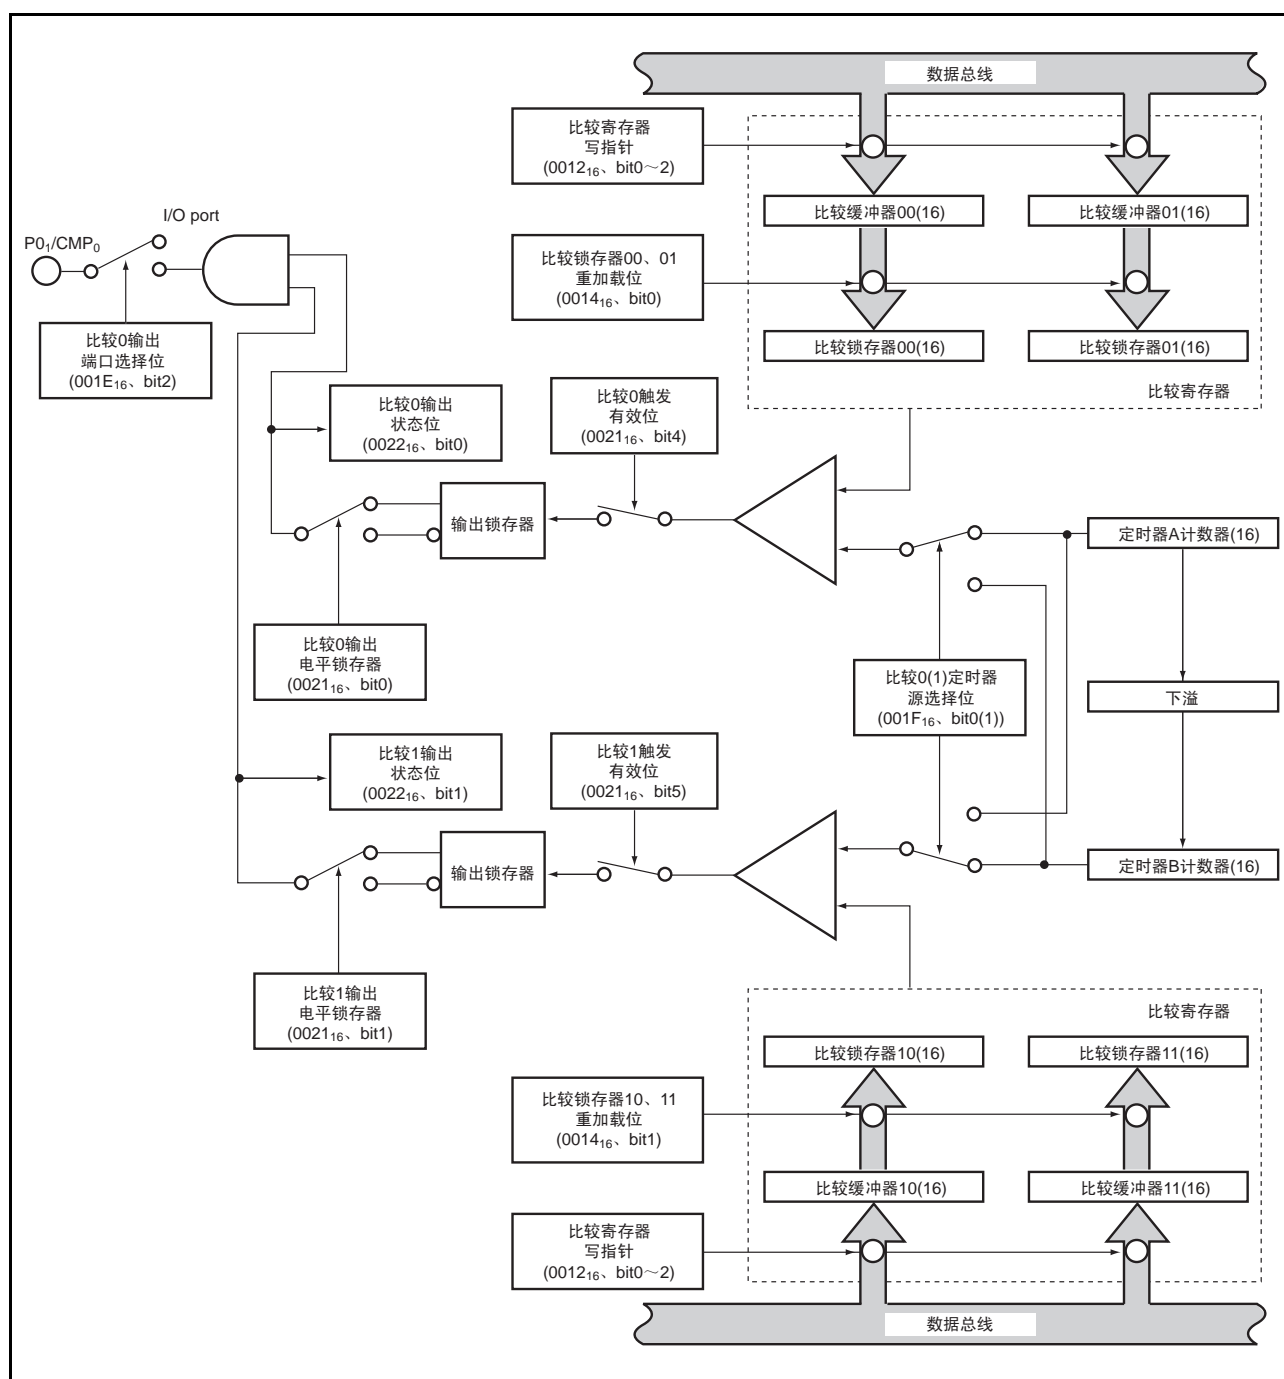 数据总线
比较寄存器
写指针
(0012₁₆、bit0～2)
比较缓冲器00(16)
比较缓冲器01(16)
I/O port
P0₁/CMP₀
比较锁存器00、01
重加载位
(0014₁₆、bit0)
比较0输出
端口选择位
(001E₁₆、bit2)
比较锁存器00(16)
比较锁存器01(16)
比较寄存器
比较0输出
状态位
(0022₁₆、bit0)
比较0触发
有效位
(0021₁₆、bit4)
输出锁存器
定时器A计数器(16)
比较0输出
电平锁存器
(0021₁₆、bit0)
比较0(1)定时器
源选择位
(001F₁₆、bit0(1))
下溢
比较1输出
状态位
(0022₁₆、bit1)
比较1触发
有效位
(0021₁₆、bit5)
输出锁存器
定时器B计数器(16)
比较1输出
电平锁存器
(0021₁₆、bit1)
比较寄存器
比较锁存器10(16)
比较锁存器11(16)
比较锁存器10、11
重加载位
(0014₁₆、bit1)
比较缓冲器10(16)
比较缓冲器11(16)
比较寄存器
写指针
(0012₁₆、bit0～2)
数据总线